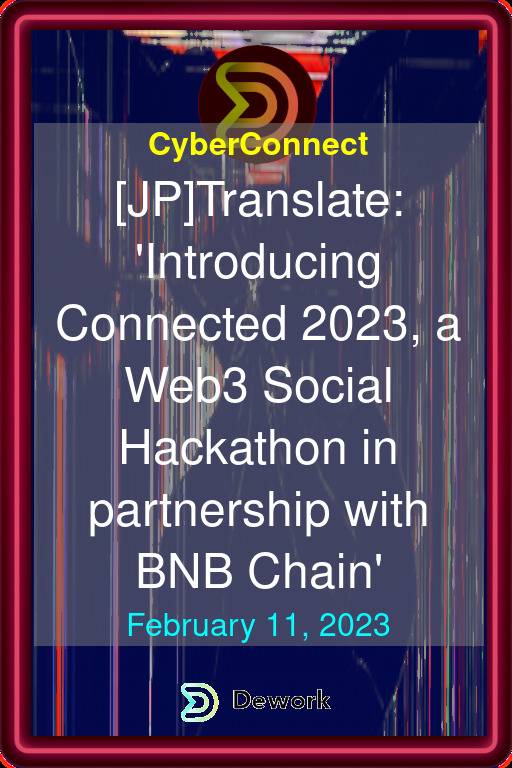 CyberConnect
[JP]Translate:
'Introducing
Connected 2023, a
Web3 Social
Hackathon in
partnership with
BNB Chain'
February 11, 2023
Dework